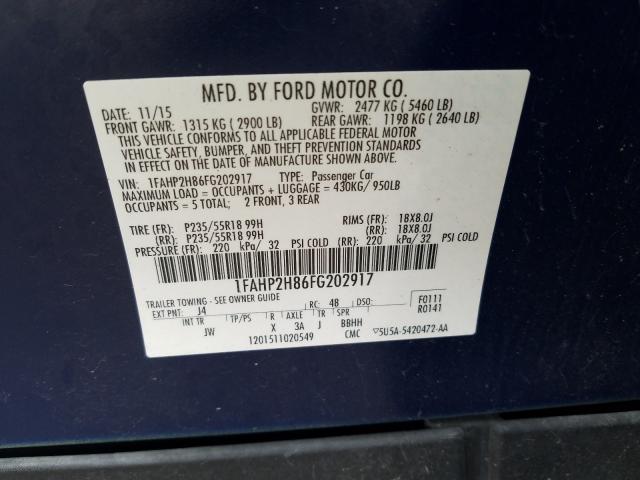 MFD. BY FORD MOTOR CO.
DATE: 11/15 GVWR: 2477 KG ( 5460 LB)
FRONT GAWR: 1315 KG ( 2900 LB) REAR GAWR: 1198 KG ( 2640 LB)
THIS VEHICLE CONFORMS TO ALL APPLICABLE FEDERAL MOTOR
VEHICLE SAFETY, BUMPER, AND THEFT PREVENTION STANDARDS
IN EFFECT ON THE DATE OF MANUFACTURE SHOWN ABOVE.
VIN: 1FAHP2H86FG202917 TYPE: Passenger Car
MAXIMUM LOAD = OCCUPANTS + LUGGAGE = 430KG/ 950LB
OCCUPANTS = 5 TOTAL; 2 FRONT, 3 REAR
TIRE (FR): P235/55R18 99H RIMS (FR): 18X8.0J
(RR): P235/55R18 99H (RR): 18X8.0J
PRESSURE (FR): 220 kPa/ 32 PSI COLD (RR): 220 kPa/ 32 PSI COLD
1FAHP2H86FG202917
TRAILER TOWING - SEE OWNER GUIDE
EXT PNT: J4 RC: 48 DSO: F0111
R0141
INT TR TP/PS R AXLE TR SPR
JW X 3A J BBHH
1201511020549 CMC ▽5U5A-5420472-AA